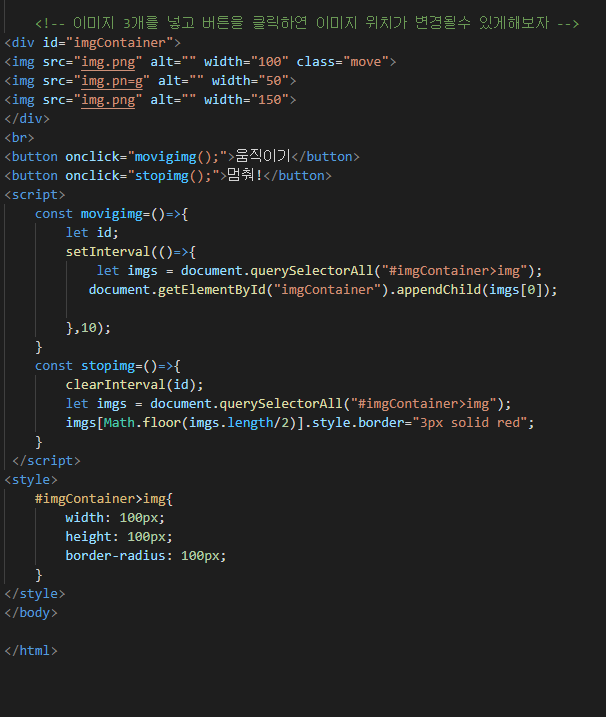 <!-- 이미지 3개를 넣고 버튼을 클릭하연 이미지 위치가 변경될수 있게해보자 -->
<div id="imgContainer">
<img src="img.png" alt="" width="100" class="move">
<img src="img.pn=g" alt="" width="50">
<img src="img.png" alt="" width="150">
</div>
<br>
<button onclick="movigimg();">움직이기</button>
<button onclick="stopimg();">멈춰!</button>
<script>
const movigimg=()=>{
let id;
setInterval(()=>{
let imgs = document.querySelectorAll("#imgContainer>img");
document.getElementById("imgContainer").appendChild(imgs[0]);
},10);
}
const stopimg=()=>{
clearInterval(id);
let imgs = document.querySelectorAll("#imgContainer>img");
imgs[Math.floor(imgs.length/2)].style.border="3px solid red";
}
</script>
<style>
#imgContainer>img{
width: 100px;
height: 100px;
border-radius: 100px;
}
</style>
</body>
</html>